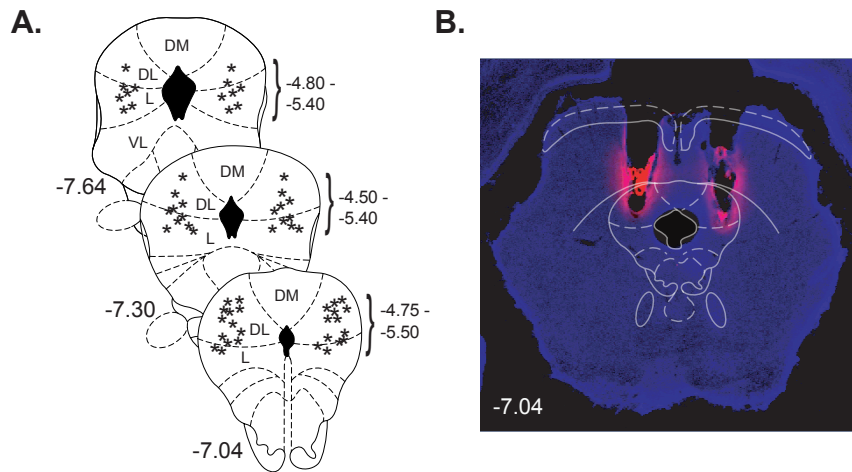 A.
DM
DL
L
VL
-4.80 -
-5.40
-7.64
DM
DL
L
-4.50 -
-5.40
-7.30
DM
DL
L
-4.75 -
-5.50
-7.04
B.
-7.04